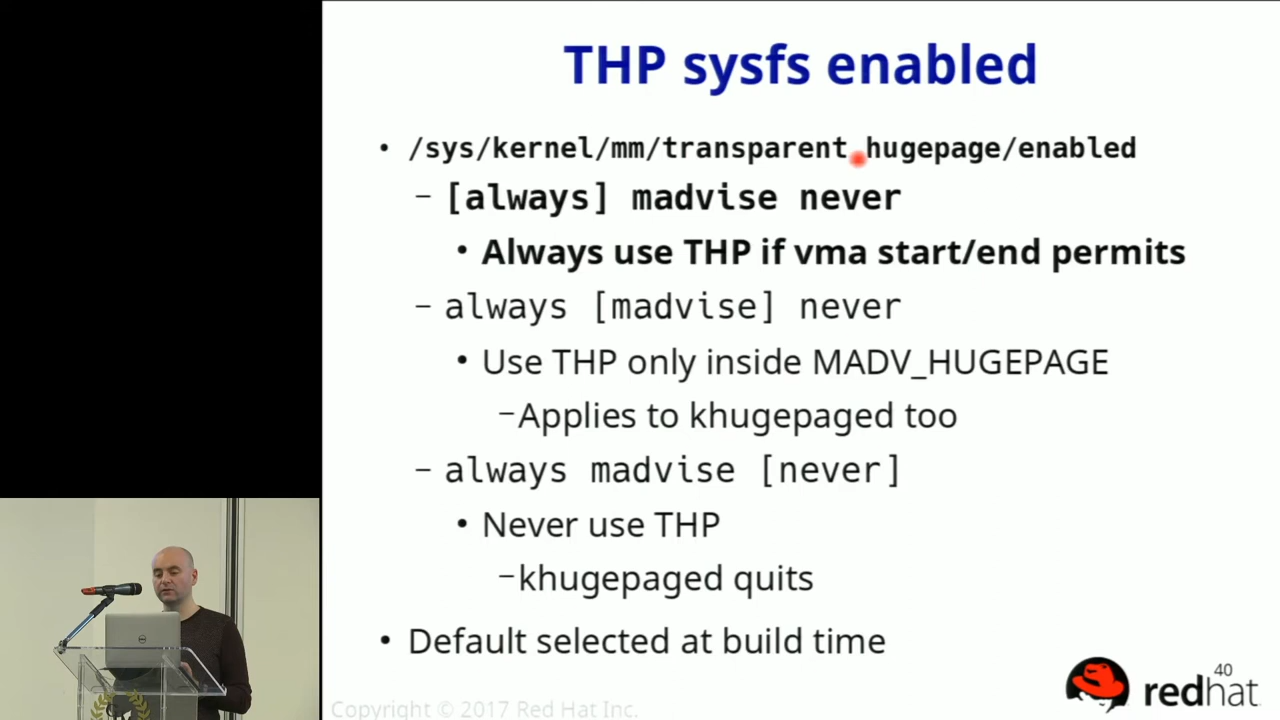 THP sysfs enabled
• /sys/kernel/mm/transparent_hugepage/enabled
– [always] madvise never
• Always use THP if vma start/end permits
– always [madvise] never
• Use THP only inside MADV_HUGEPAGE
– Applies to khugepaged too
– always madvise [never]
• Never use THP
– khugepaged quits
• Default selected at build time
40
redhat.
Copyright © 2017 Red Hat Inc.